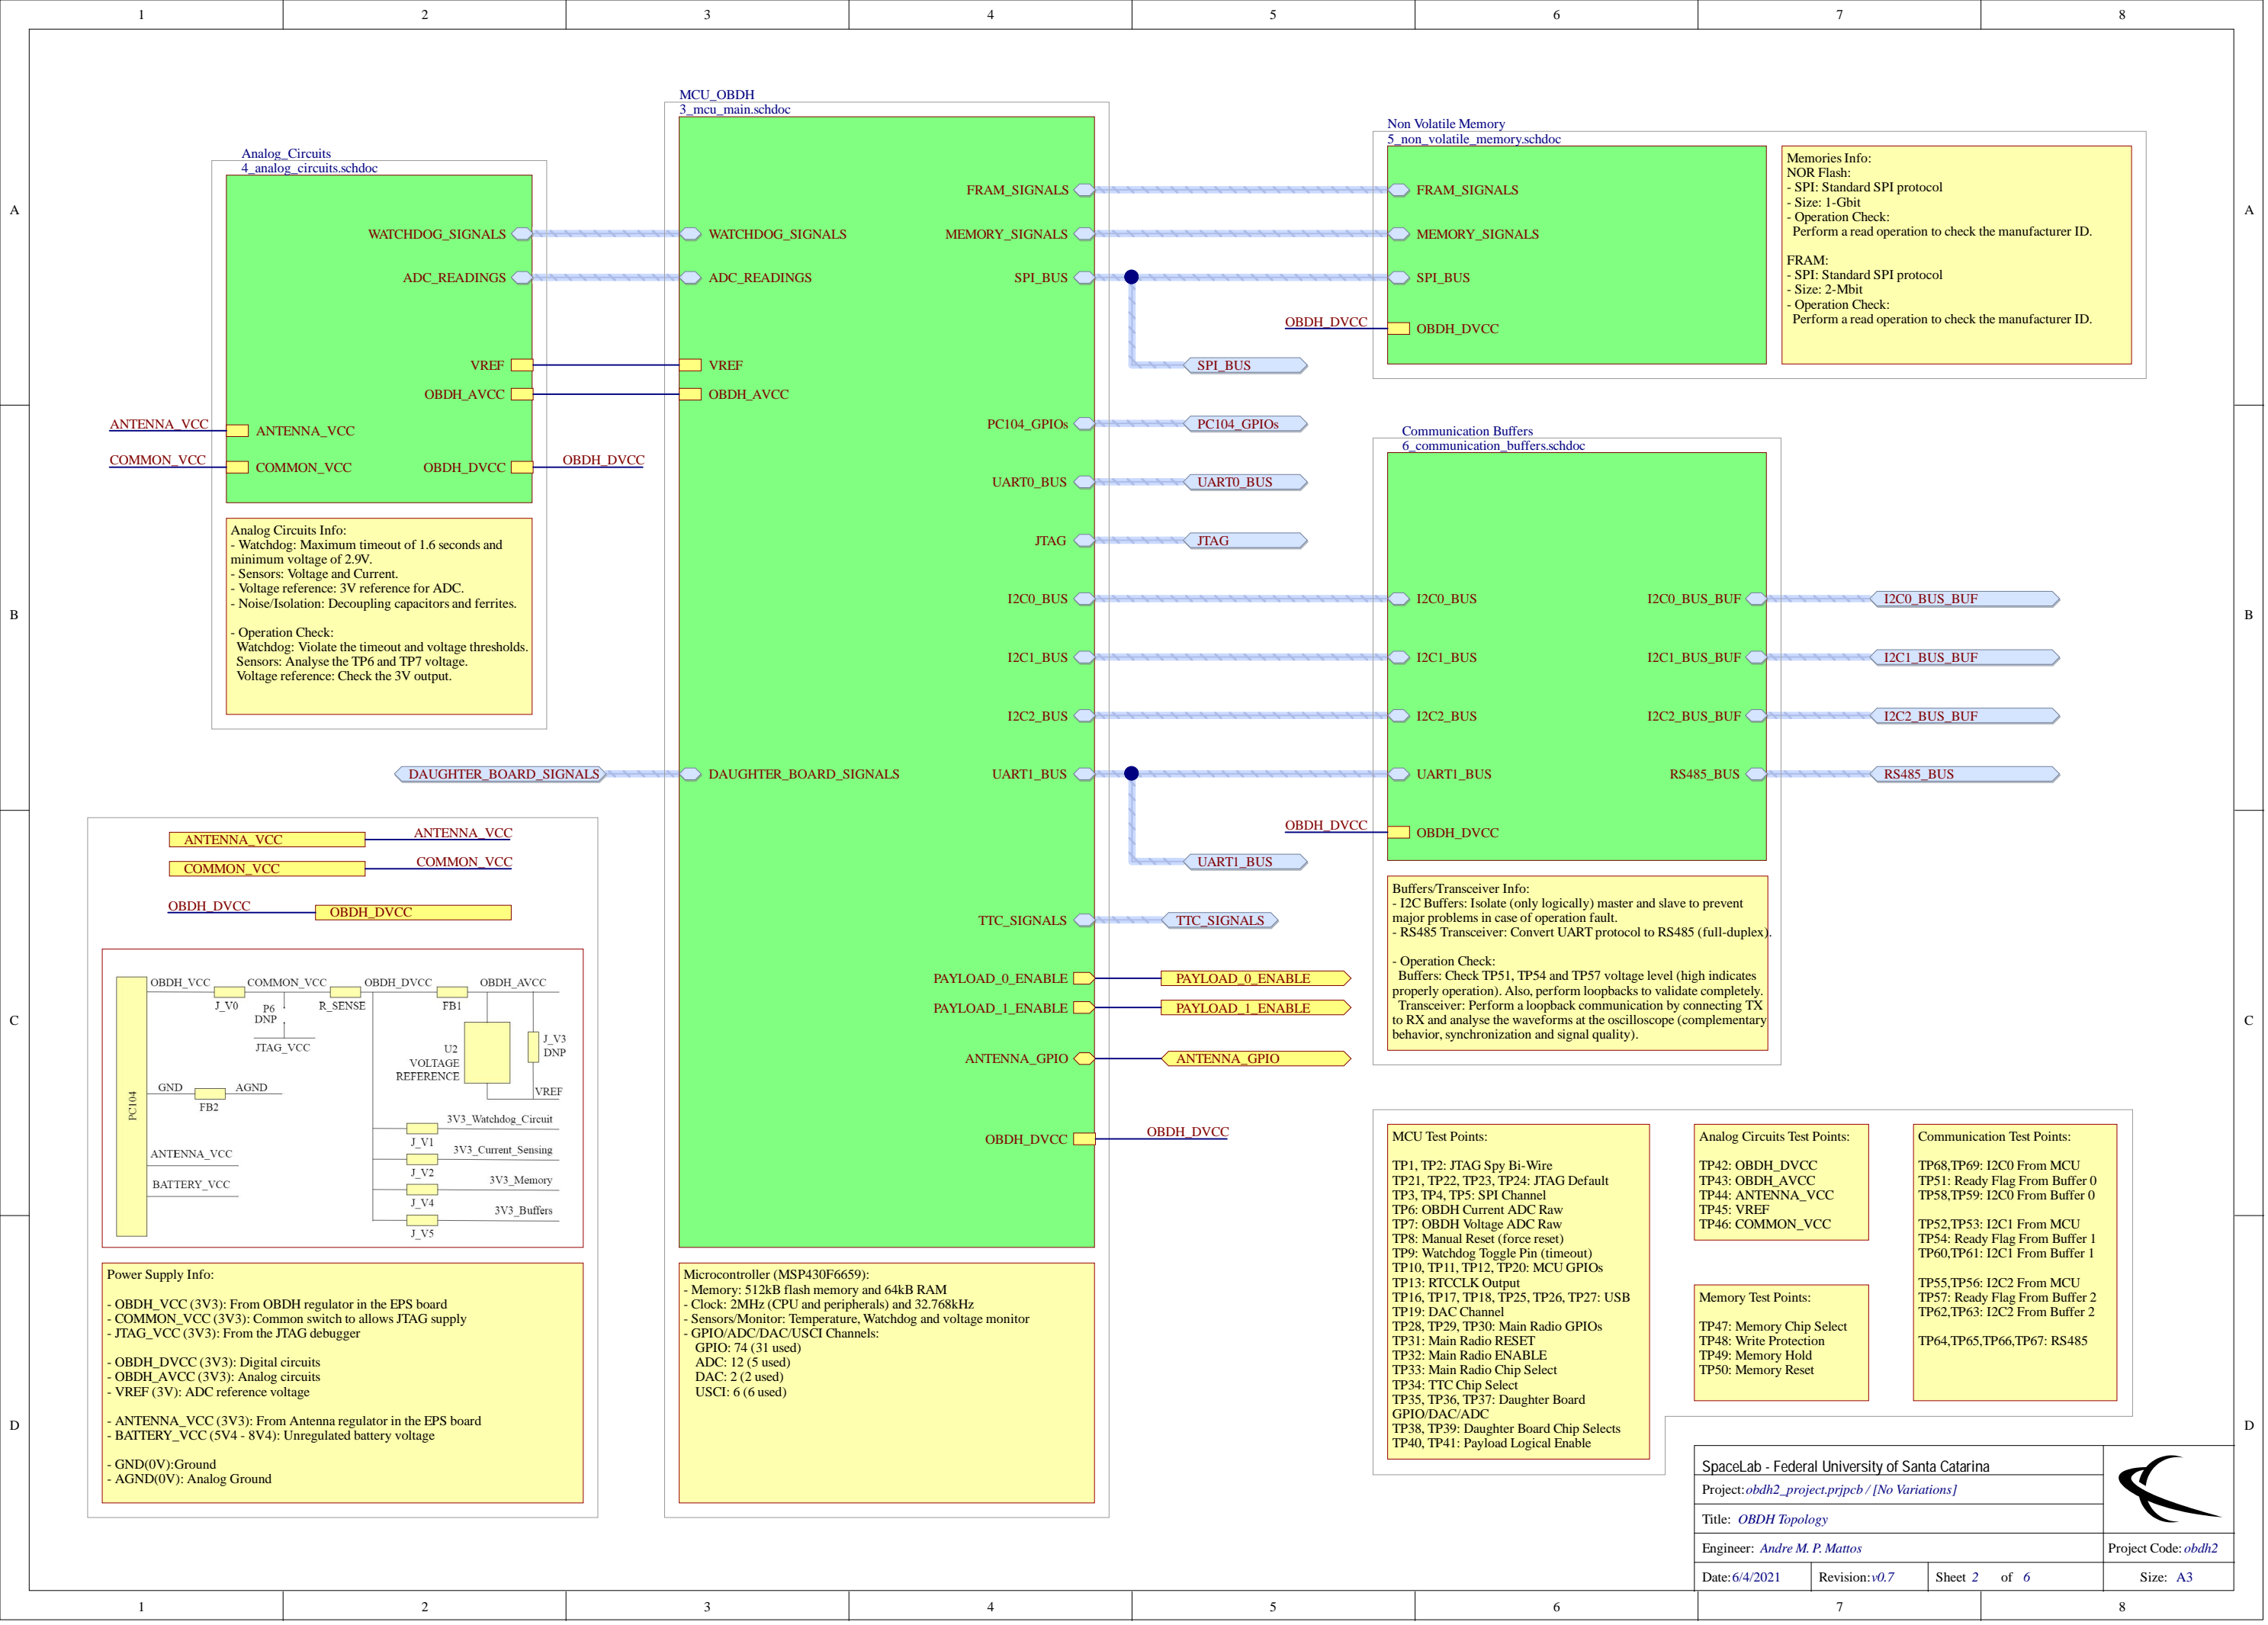 1 2 3 4 5 6 7 8
A
B
C
D
A
B
C
D
1 2 3 4 5 6 7 8
Analog_Circuits
4_analog_circuits.schdoc
WATCHDOG_SIGNALS
ADC_READINGS
VREF
OBDH_AVCC
ANTENNA_VCC
ANTENNA_VCC
COMMON_VCC
COMMON_VCC
OBDH_DVCC
OBDH_DVCC
Analog Circuits Info:
- Watchdog: Maximum timeout of 1.6 seconds and
minimum voltage of 2.9V.
- Sensors: Voltage and Current.
- Voltage reference: 3V reference for ADC.
- Noise/Isolation: Decoupling capacitors and ferrites.
- Operation Check:
Watchdog: Violate the timeout and voltage thresholds.
Sensors: Analyse the TP6 and TP7 voltage.
Voltage reference: Check the 3V output.
DAUGHTER_BOARD_SIGNALS
ANTENNA_VCC
ANTENNA_VCC
COMMON_VCC
COMMON_VCC
OBDH_DVCC
OBDH_DVCC
PC104
OBDH_VCC
J_V0
COMMON_VCC
P6
DNP
JTAG_VCC
R_SENSE
OBDH_DVCC
FB1
OBDH_AVCC
U2
VOLTAGE
REFERENCE
J_V3
DNP
VREF
GND
FB2
AGND
ANTENNA_VCC
BATTERY_VCC
3V3_Watchdog_Circuit
J_V1
3V3_Current_Sensing
J_V2
3V3_Memory
J_V4
3V3_Buffers
J_V5
Power Supply Info:
- OBDH_VCC (3V3): From OBDH regulator in the EPS board
- COMMON_VCC (3V3): Common switch to allows JTAG supply
- JTAG_VCC (3V3): From the JTAG debugger
- OBDH_DVCC (3V3): Digital circuits
- OBDH_AVCC (3V3): Analog circuits
- VREF (3V): ADC reference voltage
- ANTENNA_VCC (3V3): From Antenna regulator in the EPS board
- BATTERY_VCC (5V4 - 8V4): Unregulated battery voltage
- GND(0V):Ground
- AGND(0V): Analog Ground
MCU_OBDH
3_mcu_main.schdoc
WATCHDOG_SIGNALS
ADC_READINGS
VREF
OBDH_AVCC
DAUGHTER_BOARD_SIGNALS
FRAM_SIGNALS
MEMORY_SIGNALS
SPI_BUS
SPI_BUS
PC104_GPIOs
PC104_GPIOs
UART0_BUS
UART0_BUS
JTAG
JTAG
I2C0_BUS
I2C1_BUS
I2C2_BUS
UART1_BUS
UART1_BUS
TTC_SIGNALS
TTC_SIGNALS
PAYLOAD_0_ENABLE
PAYLOAD_0_ENABLE
PAYLOAD_1_ENABLE
PAYLOAD_1_ENABLE
ANTENNA_GPIO
ANTENNA_GPIO
OBDH_DVCC
OBDH_DVCC
Microcontroller (MSP430F6659):
- Memory: 512kB flash memory and 64kB RAM
- Clock: 2MHz (CPU and peripherals) and 32.768kHz
- Sensors/Monitor: Temperature, Watchdog and voltage monitor
- GPIO/ADC/DAC/USCI Channels:
GPIO: 74 (31 used)
ADC: 12 (5 used)
DAC: 2 (2 used)
USCI: 6 (6 used)
Non Volatile Memory
5_non_volatile_memory.schdoc
FRAM_SIGNALS
MEMORY_SIGNALS
SPI_BUS
OBDH_DVCC
OBDH_DVCC
Memories Info:
NOR Flash:
- SPI: Standard SPI protocol
- Size: 1-Gbit
- Operation Check:
Perform a read operation to check the manufacturer ID.
FRAM:
- SPI: Standard SPI protocol
- Size: 2-Mbit
- Operation Check:
Perform a read operation to check the manufacturer ID.
Communication Buffers
6_communication_buffers.schdoc
I2C0_BUS
I2C0_BUS_BUF
I2C0_BUS_BUF
I2C1_BUS
I2C1_BUS_BUF
I2C1_BUS_BUF
I2C2_BUS
I2C2_BUS_BUF
I2C2_BUS_BUF
UART1_BUS
RS485_BUS
RS485_BUS
OBDH_DVCC
OBDH_DVCC
Buffers/Transceiver Info:
- I2C Buffers: Isolate (only logically) master and slave to prevent
major problems in case of operation fault.
- RS485 Transceiver: Convert UART protocol to RS485 (full-duplex).
- Operation Check:
Buffers: Check TP51, TP54 and TP57 voltage level (high indicates
properly operation). Also, perform loopbacks to validate completely.
Transceiver: Perform a loopback communication by connecting TX
to RX and analyse the waveforms at the oscilloscope (complementary
behavior, synchronization and signal quality).
MCU Test Points:
TP1, TP2: JTAG Spy Bi-Wire
TP21, TP22, TP23, TP24: JTAG Default
TP3, TP4, TP5: SPI Channel
TP6: OBDH Current ADC Raw
TP7: OBDH Voltage ADC Raw
TP8: Manual Reset (force reset)
TP9: Watchdog Toggle Pin (timeout)
TP10, TP11, TP12, TP20: MCU GPIOs
TP13: RTCCLK Output
TP16, TP17, TP18, TP25, TP26, TP27: USB
TP19: DAC Channel
TP28, TP29, TP30: Main Radio GPIOs
TP31: Main Radio RESET
TP32: Main Radio ENABLE
TP33: Main Radio Chip Select
TP34: TTC Chip Select
TP35, TP36, TP37: Daughter Board
GPIO/DAC/ADC
TP38, TP39: Daughter Board Chip Selects
TP40, TP41: Payload Logical Enable
Analog Circuits Test Points:
TP42: OBDH_DVCC
TP43: OBDH_AVCC
TP44: ANTENNA_VCC
TP45: VREF
TP46: COMMON_VCC
Memory Test Points:
TP47: Memory Chip Select
TP48: Write Protection
TP49: Memory Hold
TP50: Memory Reset
Communication Test Points:
TP68,TP69: I2C0 From MCU
TP51: Ready Flag From Buffer 0
TP58,TP59: I2C0 From Buffer 0
TP52,TP53: I2C1 From MCU
TP54: Ready Flag From Buffer 1
TP60,TP61: I2C1 From Buffer 1
TP55,TP56: I2C2 From MCU
TP57: Ready Flag From Buffer 2
TP62,TP63: I2C2 From Buffer 2
TP64,TP65,TP66,TP67: RS485
SpaceLab - Federal University of Santa Catarina
Project: obdh2_project.prjpcb / [No Variations]
Title: OBDH Topology
Engineer: Andre M. P. Mattos
Project Code: obdh2
Date: 6/4/2021 Revision: v0.7 Sheet 2 of 6 Size: A3